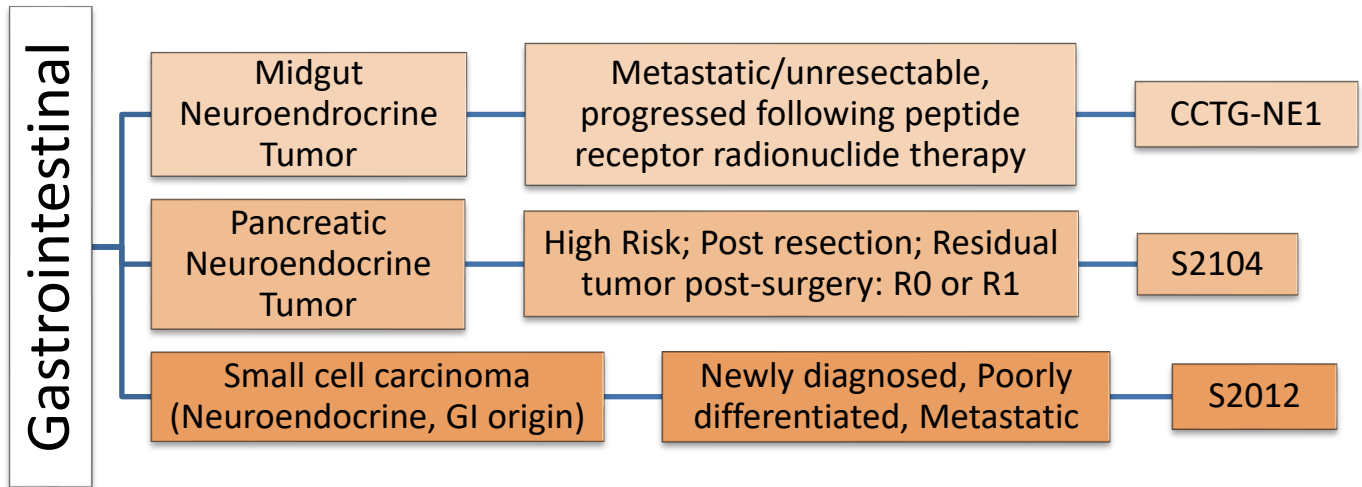 Gastrointestinal
Midgut
Neuroendrocrine
Tumor
Metastatic/unresectable,
progressed following peptide
receptor radionuclide therapy
CCTG-NE1
Pancreatic
Neuroendocrine
Tumor
High Risk; Post resection; Residual
tumor post-surgery: R0 or R1
S2104
Small cell carcinoma
(Neuroendocrine, GI origin)
Newly diagnosed, Poorly
differentiated, Metastatic
S2012